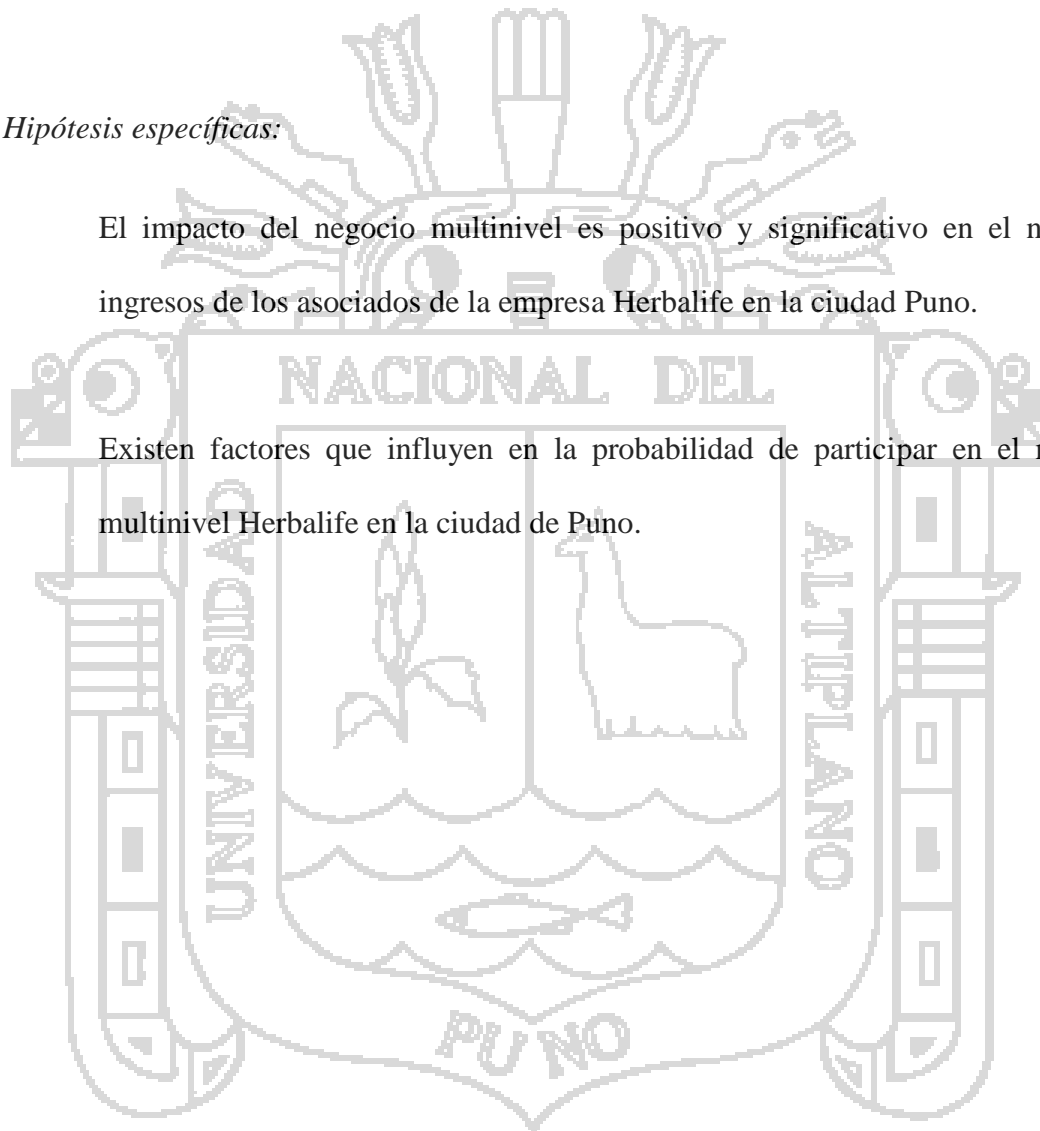 Hipótesis específicas:
El impacto del negocio multinivel es positivo y significativo en el
ingresos de los asociados de la empresa Herbalife en la ciudad Puno.
NACIONAL DEL
Existen factores que influyen en la probabilidad de participar en el
multinivel Herbalife en la ciudad de Puno.
UNIVERSIDAD
ALTIPLANO
PUNO